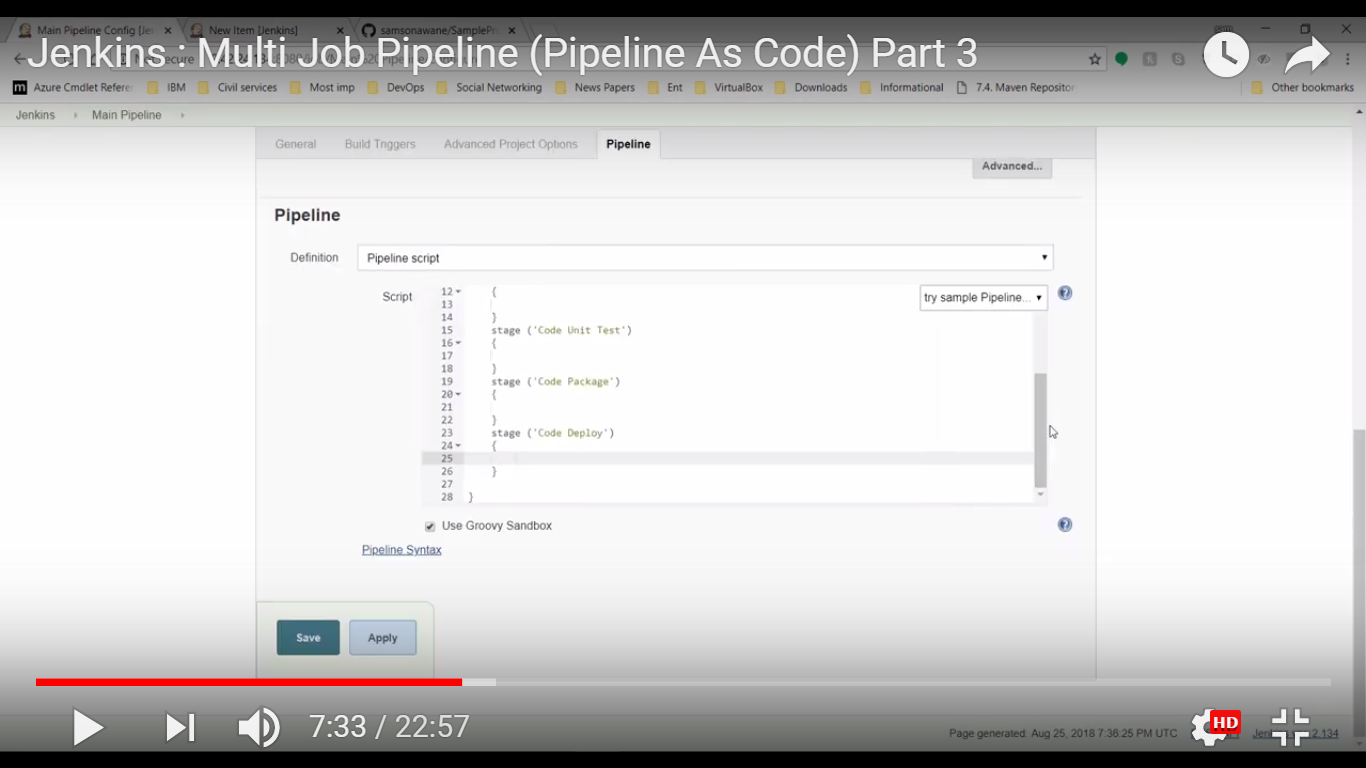 Main Pipeline Config [Je
New Item [Jenkins]
samsonawane/SamplePr
Jenkins : Multi Job Pipeline (Pipeline As Code) Part 3
Azure Cmdlet Referen
IBM
Civil services
Most imp
DevOps
Social Networking
News Papers
Ent
VirtualBox
Downloads
Informational
7.4. Maven Repositor
Other bookmarks
Jenkins
Main Pipeline
General
Build Triggers
Advanced Project Options
Pipeline
Advanced...
Pipeline
Definition
Pipeline script
Script
try sample Pipeline...
12 {
13
14 }
15 stage ('Code Unit Test')
16 {
17
18 }
19 stage ('Code Package')
20 {
21
22 }
23 stage ('Code Deploy')
24 {
25
26 }
27
28 }
Use Groovy Sandbox
Pipeline Syntax
Save
Apply
7:33 / 22:57
HD
Page generated: Aug 25, 2018 7:36:25 PM UTC